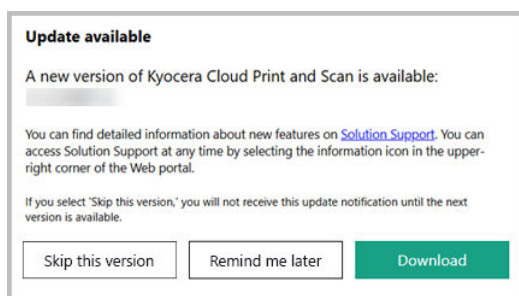 Update available
A new version of Kyocera Cloud Print and Scan is available:
You can find detailed information about new features on Solution Support. You can
access Solution Support at any time by selecting the information icon in the upper-
right corner of the Web portal.
If you select 'Skip this version,' you will not receive this update notification until the next
version is available.
Skip this version
Remind me later
Download